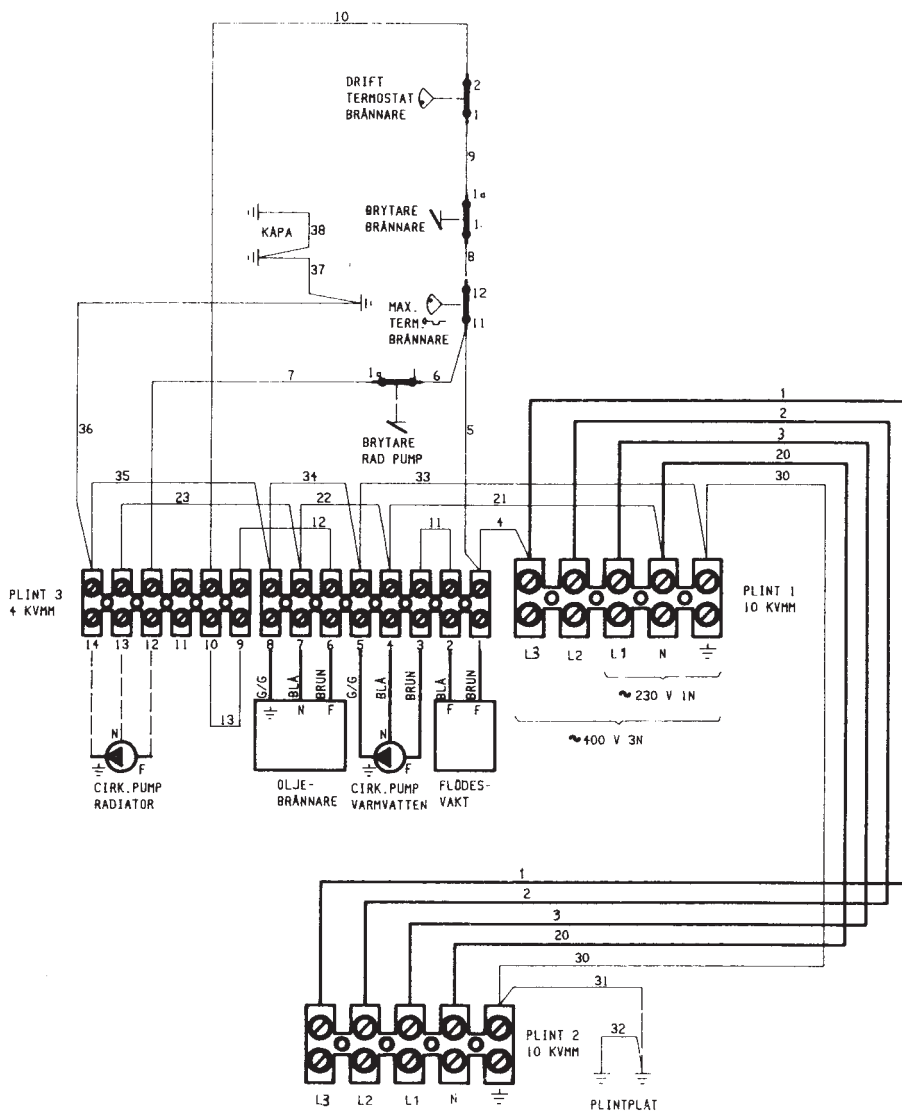 10
DRIFT
TERMOSTAT
BRÄNNARE
2
1
9
BRYTARE
BRÄNNARE
1a
1
8
KÅPA
38
37
MAX.
TERM.
BRÄNNARE
12
11
7
1a
1
6
5
BRYTARE
RAD PUMP
36
1
2
3
20
30
35
34
33
23
22
21
12
11
4
PLINT 3
4 KVMM
PLINT 1
10 KVMM
14 13 12 11 10 9 8 7 6 5 4 3 2 1
L3 L2 L1 N
~ 230 V 1N
~ 400 V 3N
G/G BLÅ BRUN G/G BLÅ BRUN BLÅ BRUN
N F N F F F
13
N
F
CIRK.PUMP
RADIATOR
OLJE-
BRÄNNARE
CIRK.PUMP
VARMVATTEN
FLÖDES-
VAKT
1
2
3
20
30
31
32
PLINT 2
10 KVMM
L3 L2 L1 N
PLINTPLÅT